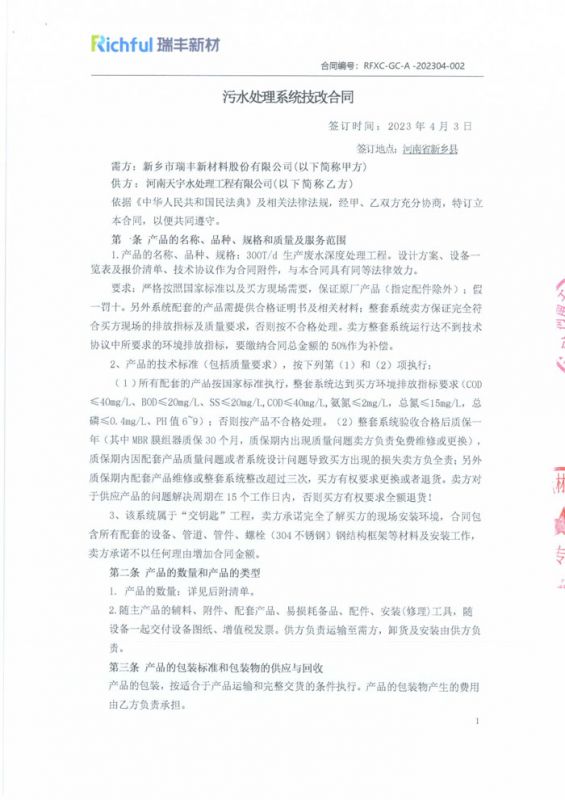 Richful 瑞丰新材
合同编号：RFXC-GC-A -202304-002
污水处理系统技改合同
签订时间：2023 年 4 月 3 日
签订地点：河南省新乡县
需方：新乡市瑞丰新材料股份有限公司(以下简称甲方)
供方：河南天宇水处理工程有限公司(以下简称乙方)
依据《中华人民共和国民法典》及相关法律法规，经甲、乙双方充分协商，特订立
本合同，以便共同遵守。
第一条 产品的名称、品种、规格和质量及服务范围
1.产品的名称、品种、规格：300T/d 生产废水深度处理工程。设计方案、设备一
览表及报价清单、技术协议作为合同附件，与本合同具有同等法律效力。
要求：严格按照国家标准以及买方现场需要，保证原厂产品（指定配件除外）；假
一罚十。另外系统配套的产品需提供合格证明书及相关材料；整套系统卖方保证完全符
合买方现场的排放指标及质量要求，否则按不合格处理。卖方整套系统运行达不到技术
协议中所要求的环境排放指标，要缴纳合同总金额的 50%作为补偿。
2、产品的技术标准（包括质量要求），按下列第（1）和（2）项执行：
（1）所有配套的产品按国家标准执行，整套系统达到买方环境排放指标要求(COD
≤40mg/L、BOD≤20mg/L、SS≤20mg/L,COD≤40mg/L,氨氮≤2mg/L，总氮≤15mg/L，总
磷≤0.4mg/L、PH 值 6~9）；否则按产品不合格处理。（2）整套系统验收合格后质保一
年（其中 MBR 膜组器质保 30 个月，质保期内出现质量问题卖方负责免费维修或更换），
质保期内因配套产品质量问题或者系统设计问题导致买方出现的损失卖方负全责；另外
质保期内配套产品维修或整套系统整改超过三次，买方有权要求更换或者退货。卖方对
于供应产品的问题解决周期在 15 个工作日内，否则买方有权要求全额退货！
3、该系统属于“交钥匙”工程，卖方承诺完全了解买方的现场安装环境，合同包
含所有配套的设备、管道、管件、螺栓（304 不锈钢）钢结构框架等材料及安装工作，
卖方承诺不以任何理由增加合同金额。
第二条 产品的数量和产品的类型
1. 产品的数量：详见后附清单。
2.随主产品的辅料、附件、配套产品、易损耗备品、配件、安装(修理)工具，随
设备一起交付设备图纸、增值税发票。供方负责运输至需方，卸货及安装由供方负
责。
第三条 产品的包装标准和包装物的供应与回收
产品的包装，按适合于产品运输和完整交货的条件执行。产品的包装物产生的费用
由乙方负责承担。
1